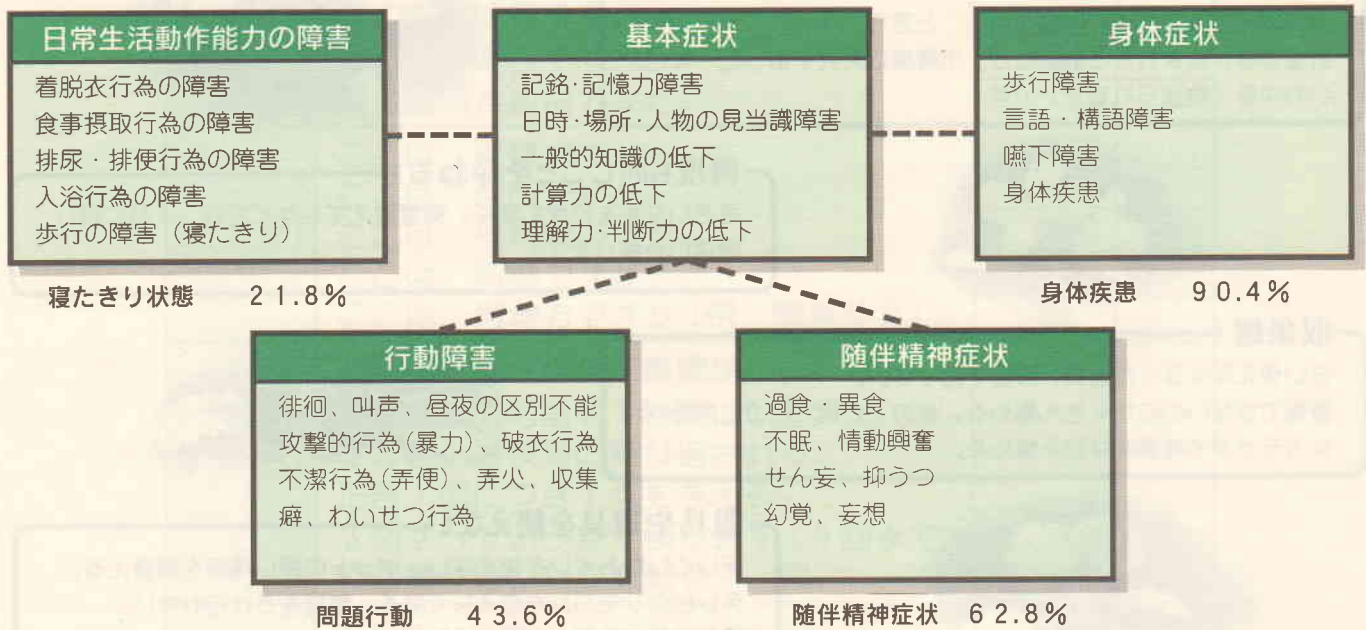 日常生活動作能力の障害
着脱衣行為の障害
食事摂取行為の障害
排尿・排便行為の障害
入浴行為の障害
歩行の障害（寝たきり）
寝たきり状態　21.8％
基本症状
記銘・記憶力障害
日時・場所・人物の見当識障害
一般的知識の低下
計算力の低下
理解力・判断力の低下
身体症状
歩行障害
言語・構語障害
嚥下障害
身体疾患
身体疾患　90.4％
行動障害
徘徊、叫声、昼夜の区別不能
攻撃的行為（暴力）、破衣行為
不潔行為（弄便）、弄火、収集
癖、わいせつ行為
問題行動　43.6％
随伴精神症状
過食・異食
不眠、情動興奮
せん妄、抑うつ
幻覚、妄想
随伴精神症状　62.8％